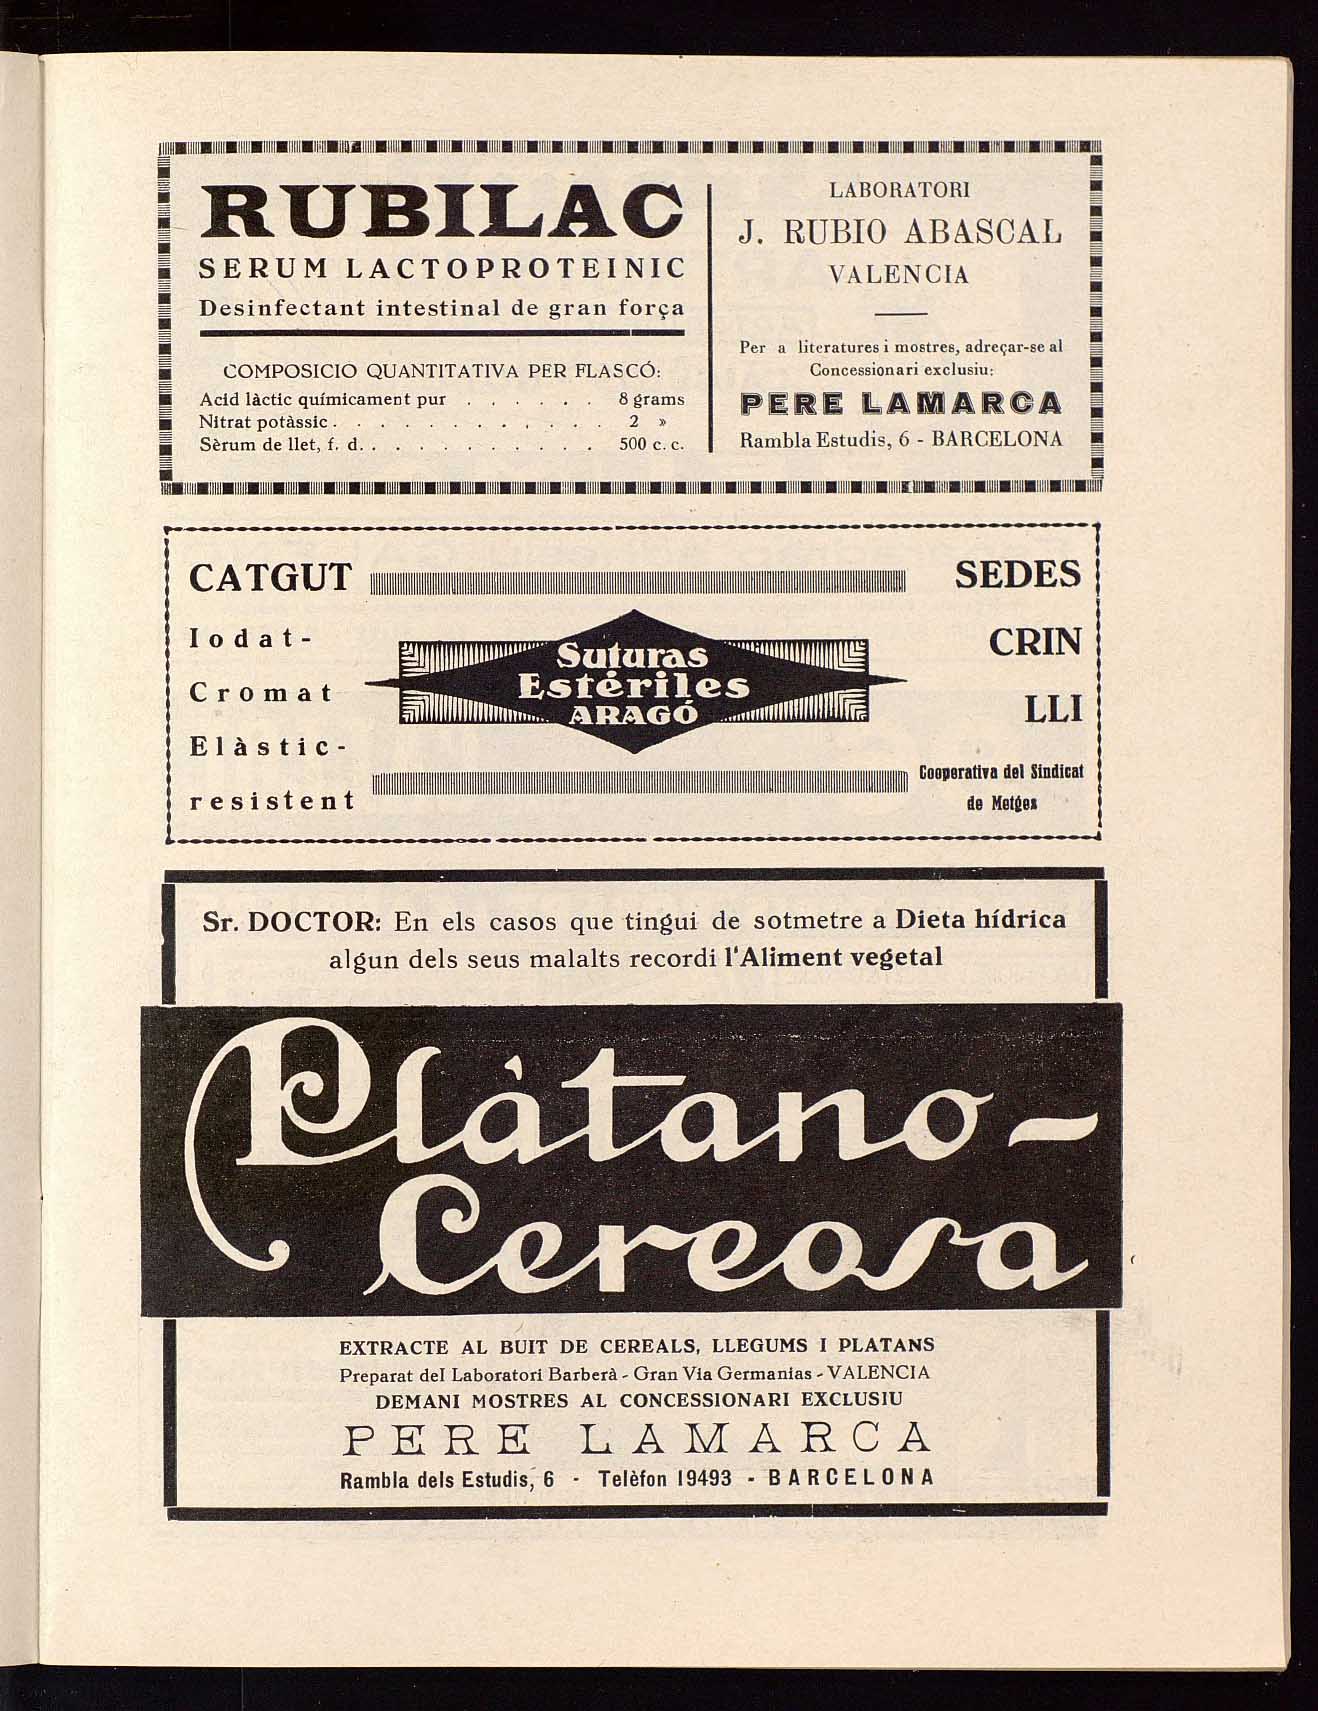 RUBILAC
SERUM LACTOPROTEINIC
Desinfectant intestinal de gran força
COMPOSICIO QUANTITATIVA PER FLASCÓ:
Acid làctic químicament pur . . . . . . 8 grams
Nitrat potàssic . . . . . . . . . . . . 2 »
Sèrum de llet, f. d. . . . . . . . . . . 500 c. c.
LABORATORI
J. RUBIO ABASCAL
VALENCIA
Per a literatures i mostres, adreçar-se al
Concessionari exclusiu:
PERE LAMARCA
Rambla Estudis, 6 - BARCELONA
CATGUT
Iodat-
Cromat
Elàstic-
resistent
Suturas
Estériles
ARAGÓ
SEDES
CRIN
LLI
Cooperativa del Sindicat
de Metges
Sr. DOCTOR: En els casos que tingui de sotmetre a Dieta hídrica
algun dels seus malalts recordi l'Aliment vegetal
Plàtano-
Cereosa
EXTRACTE AL BUIT DE CEREALS, LLEGUMS I PLATANS
Preparat del Laboratori Barberà - Gran Via Germanias - VALENCIA
DEMANI MOSTRES AL CONCESSIONARI EXCLUSIU
PERE LAMARCA
Rambla dels Estudis, 6 - Telèfon 19493 - BARCELONA